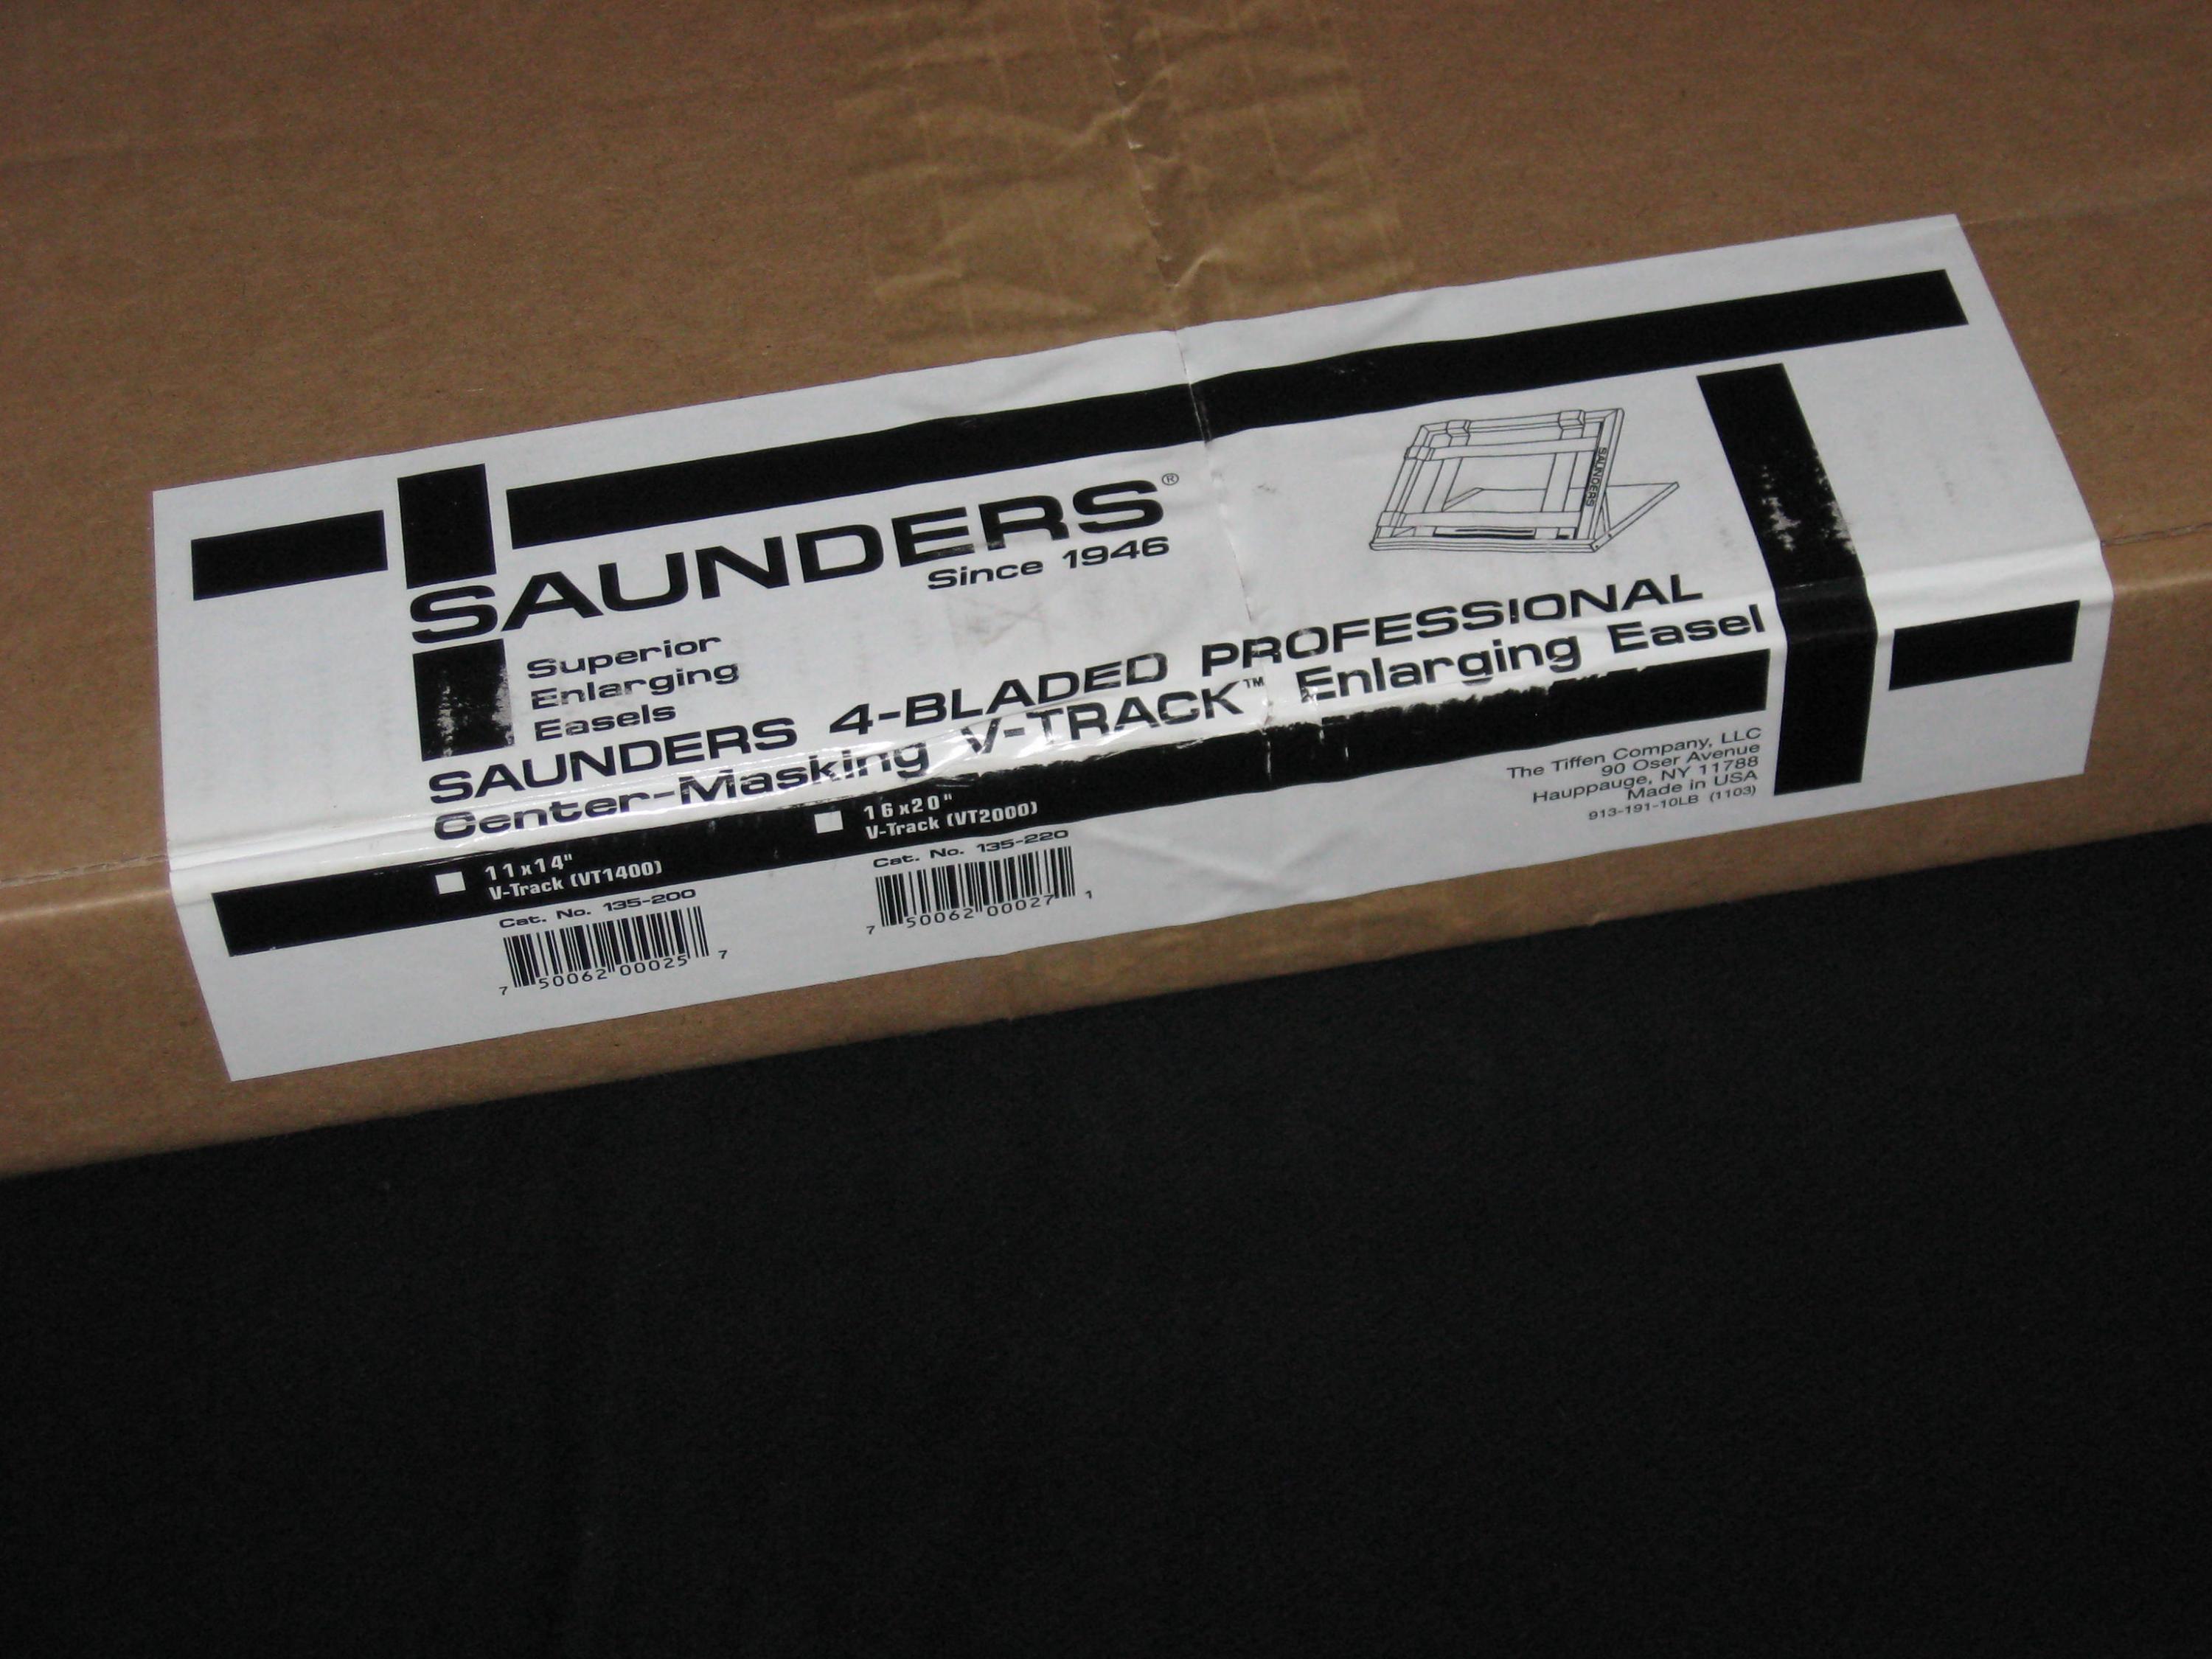 SAUNDERS®
Since 1946
Superior
Enlarging
Easels
SAUNDERS
SAUNDERS 4-BLADED PROFESSIONAL
Center-Masking V-TRACK™ Enlarging Easel
11x14"
V-Track (VT1400)
Cat. No. 135-200
7 50062 00025 7
16x20"
V-Track (VT2000)
Cat. No. 135-220
7 50062 00027 1
The Tiffen Company, LLC
90 Oser Avenue
Hauppauge, NY 11788
Made in USA
913-191-10LB (1103)